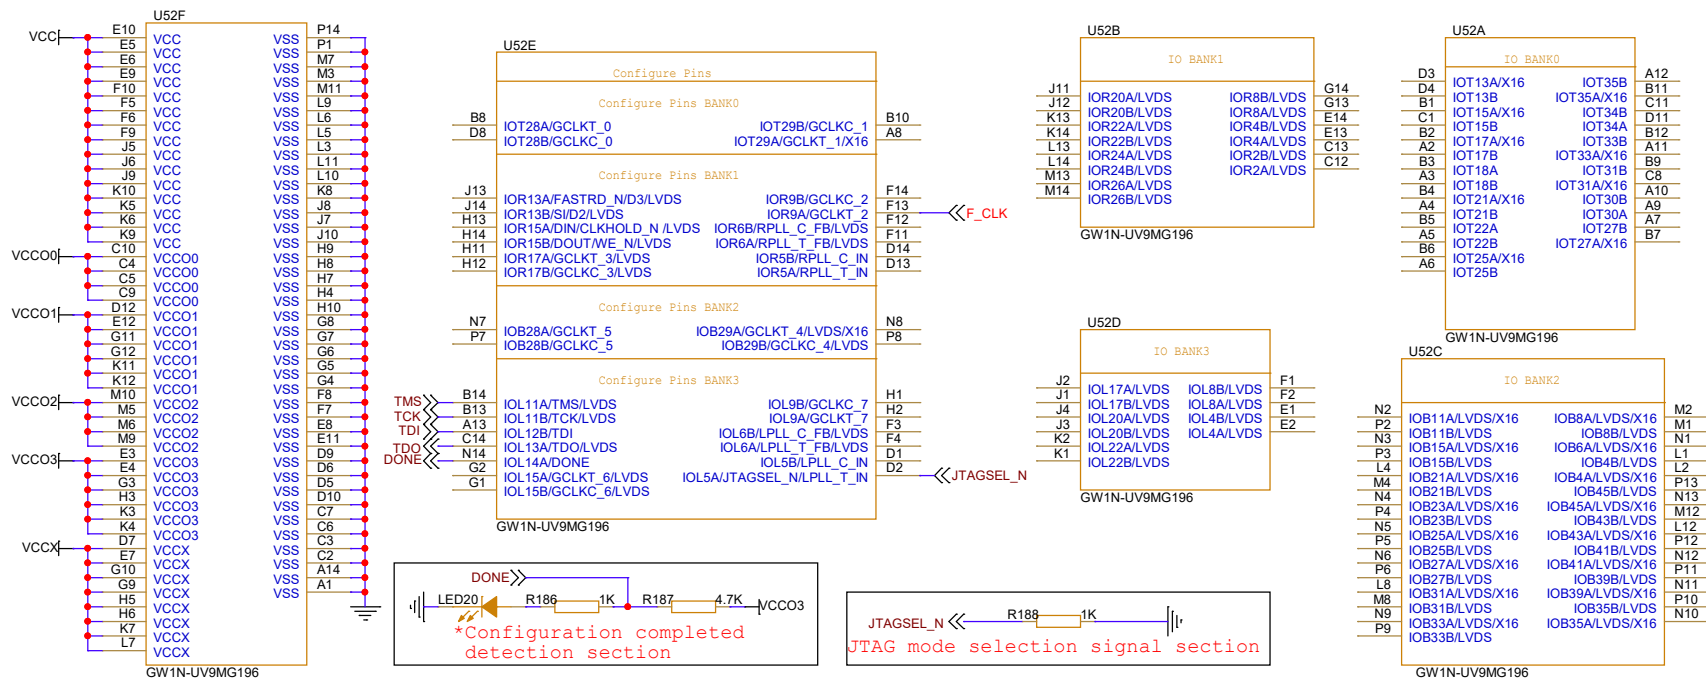 U52F
VCC
E10 VCC VSS P14
E5 VCC VSS P1
E6 VCC VSS M7
E9 VCC VSS M3
F10 VCC VSS M11
F5 VCC VSS L9
F6 VCC VSS L6
F9 VCC VSS L5
J5 VCC VSS L3
J6 VCC VSS L11
J9 VCC VSS L10
K10 VCC VSS K8
K5 VCC VSS J8
K6 VCC VSS J7
K9 VCC VSS J10
VCCO0
C10 VCCO0 VSS H9
C4 VCCO0 VSS H8
C5 VCCO0 VSS H7
C9 VCCO0 VSS H4
VCCO1
D12 VCCO1 VSS H10
E12 VCCO1 VSS G8
G11 VCCO1 VSS G7
G12 VCCO1 VSS G6
K11 VCCO1 VSS G5
K12 VCCO1 VSS G4
VCCO2
M10 VCCO2 VSS F8
M5 VCCO2 VSS F7
M6 VCCO2 VSS E8
M9 VCCO2 VSS E11
VCCO3
E3 VCCO3 VSS D9
E4 VCCO3 VSS D6
G3 VCCO3 VSS D5
H3 VCCO3 VSS D10
K3 VCCO3 VSS C7
K4 VCCO3 VSS C6
VCCX
D7 VCCX VSS C3
E7 VCCX VSS C2
G10 VCCX VSS A14
G9 VCCX VSS A1
H5 VCCX
H6 VCCX
K7 VCCX
L7 VCCX
GW1N-UV9MG196
U52E
Configure Pins
Configure Pins BANK0
B8 IOT28A/GCLKT_0 IOT29B/GCLKC_1 B10
D8 IOT28B/GCLKC_0 IOT29A/GCLKT_1/X16 A8
Configure Pins BANK1
J13 IOR13A/FASTRD_N/D3/LVDS IOR9B/GCLKC_2 F14
J14 IOR13B/SI/D2/LVDS IOR9A/GCLKT_2 F13 F_CLK
H13 IOR15A/DIN/CLKHOLD_N /LVDS IOR6B/RPLL_C_FB/LVDS F12
H14 IOR15B/DOUT/WE_N/LVDS IOR6A/RPLL_T_FB/LVDS F11
H11 IOR17A/GCLKT_3/LVDS IOR5B/RPLL_C_IN D14
H12 IOR17B/GCLKC_3/LVDS IOR5A/RPLL_T_IN D13
Configure Pins BANK2
N7 IOB28A/GCLKT_5 IOB29A/GCLKT_4/LVDS/X16 N8
P7 IOB28B/GCLKC_5 IOB29B/GCLKC_4/LVDS P8
Configure Pins BANK3
TMS B14 IOL11A/TMS/LVDS IOL9B/GCLKC_7 H1
TCK B13 IOL11B/TCK/LVDS IOL9A/GCLKT_7 H2
TDI A13 IOL12B/TDI IOL6B/LPLL_C_FB/LVDS F3
TDO C14 IOL13A/TDO/LVDS IOL6A/LPLL_T_FB/LVDS F4
DONE N14 IOL14A/DONE IOL5B/LPLL_C_IN D1
G2 IOL15A/GCLKT_6/LVDS IOL5A/JTAGSEL_N/LPLL_T_IN D2 JTAGSEL_N
G1 IOL15B/GCLKC_6/LVDS
GW1N-UV9MG196
U52B
IO BANK1
J11 IOR20A/LVDS IOR8B/LVDS G14
J12 IOR20B/LVDS IOR8A/LVDS G13
K13 IOR22A/LVDS IOR4B/LVDS E14
K14 IOR22B/LVDS IOR4A/LVDS E13
L13 IOR24A/LVDS IOR2B/LVDS C13
L14 IOR24B/LVDS IOR2A/LVDS C12
M13 IOR26A/LVDS
M14 IOR26B/LVDS
GW1N-UV9MG196
U52A
IO BANK0
D3 IOT13A/X16 IOT35B A12
D4 IOT13B IOT35A/X16 B11
B1 IOT15A/X16 IOT34B C11
C1 IOT15B IOT34A D11
B2 IOT17A/X16 IOT33B B12
A2 IOT17B IOT33A/X16 A11
B3 IOT18A IOT31B B9
A3 IOT18B IOT31A/X16 C8
B4 IOT21A/X16 IOT30B A10
A4 IOT21B IOT30A A9
B5 IOT22A IOT27B A7
A5 IOT22B IOT27A/X16 B7
B6 IOT25A/X16
A6 IOT25B
GW1N-UV9MG196
U52D
IO BANK3
J2 IOL17A/LVDS IOL8B/LVDS F1
J1 IOL17B/LVDS IOL8A/LVDS F2
J4 IOL20A/LVDS IOL4B/LVDS E1
J3 IOL20B/LVDS IOL4A/LVDS E2
K2 IOL22A/LVDS
K1 IOL22B/LVDS
GW1N-UV9MG196
U52C
IO BANK2
N2 IOB11A/LVDS/X16 IOB8A/LVDS/X16 M2
P2 IOB11B/LVDS IOB8B/LVDS M1
N3 IOB15A/LVDS/X16 IOB6A/LVDS/X16 N1
P3 IOB15B/LVDS IOB4B/LVDS L1
L4 IOB21A/LVDS/X16 IOB4A/LVDS/X16 L2
M4 IOB21B/LVDS IOB45B/LVDS P13
N4 IOB23A/LVDS/X16 IOB45A/LVDS/X16 N13
P4 IOB23B/LVDS IOB43B/LVDS M12
N5 IOB25A/LVDS/X16 IOB43A/LVDS/X16 L12
P5 IOB25B/LVDS IOB41B/LVDS P12
N6 IOB27A/LVDS/X16 IOB41A/LVDS/X16 N12
P6 IOB27B/LVDS IOB39B/LVDS P11
L8 IOB31A/LVDS/X16 IOB39A/LVDS/X16 N11
M8 IOB31B/LVDS IOB35B/LVDS P10
N9 IOB33A/LVDS/X16 IOB35A/LVDS/X16 N10
P9 IOB33B/LVDS
GW1N-UV9MG196
DONE
LED20 R186 1K R187 4.7K VCCO3
*Configuration completed
detection section
JTAGSEL_N R188 1K
JTAG mode selection signal section